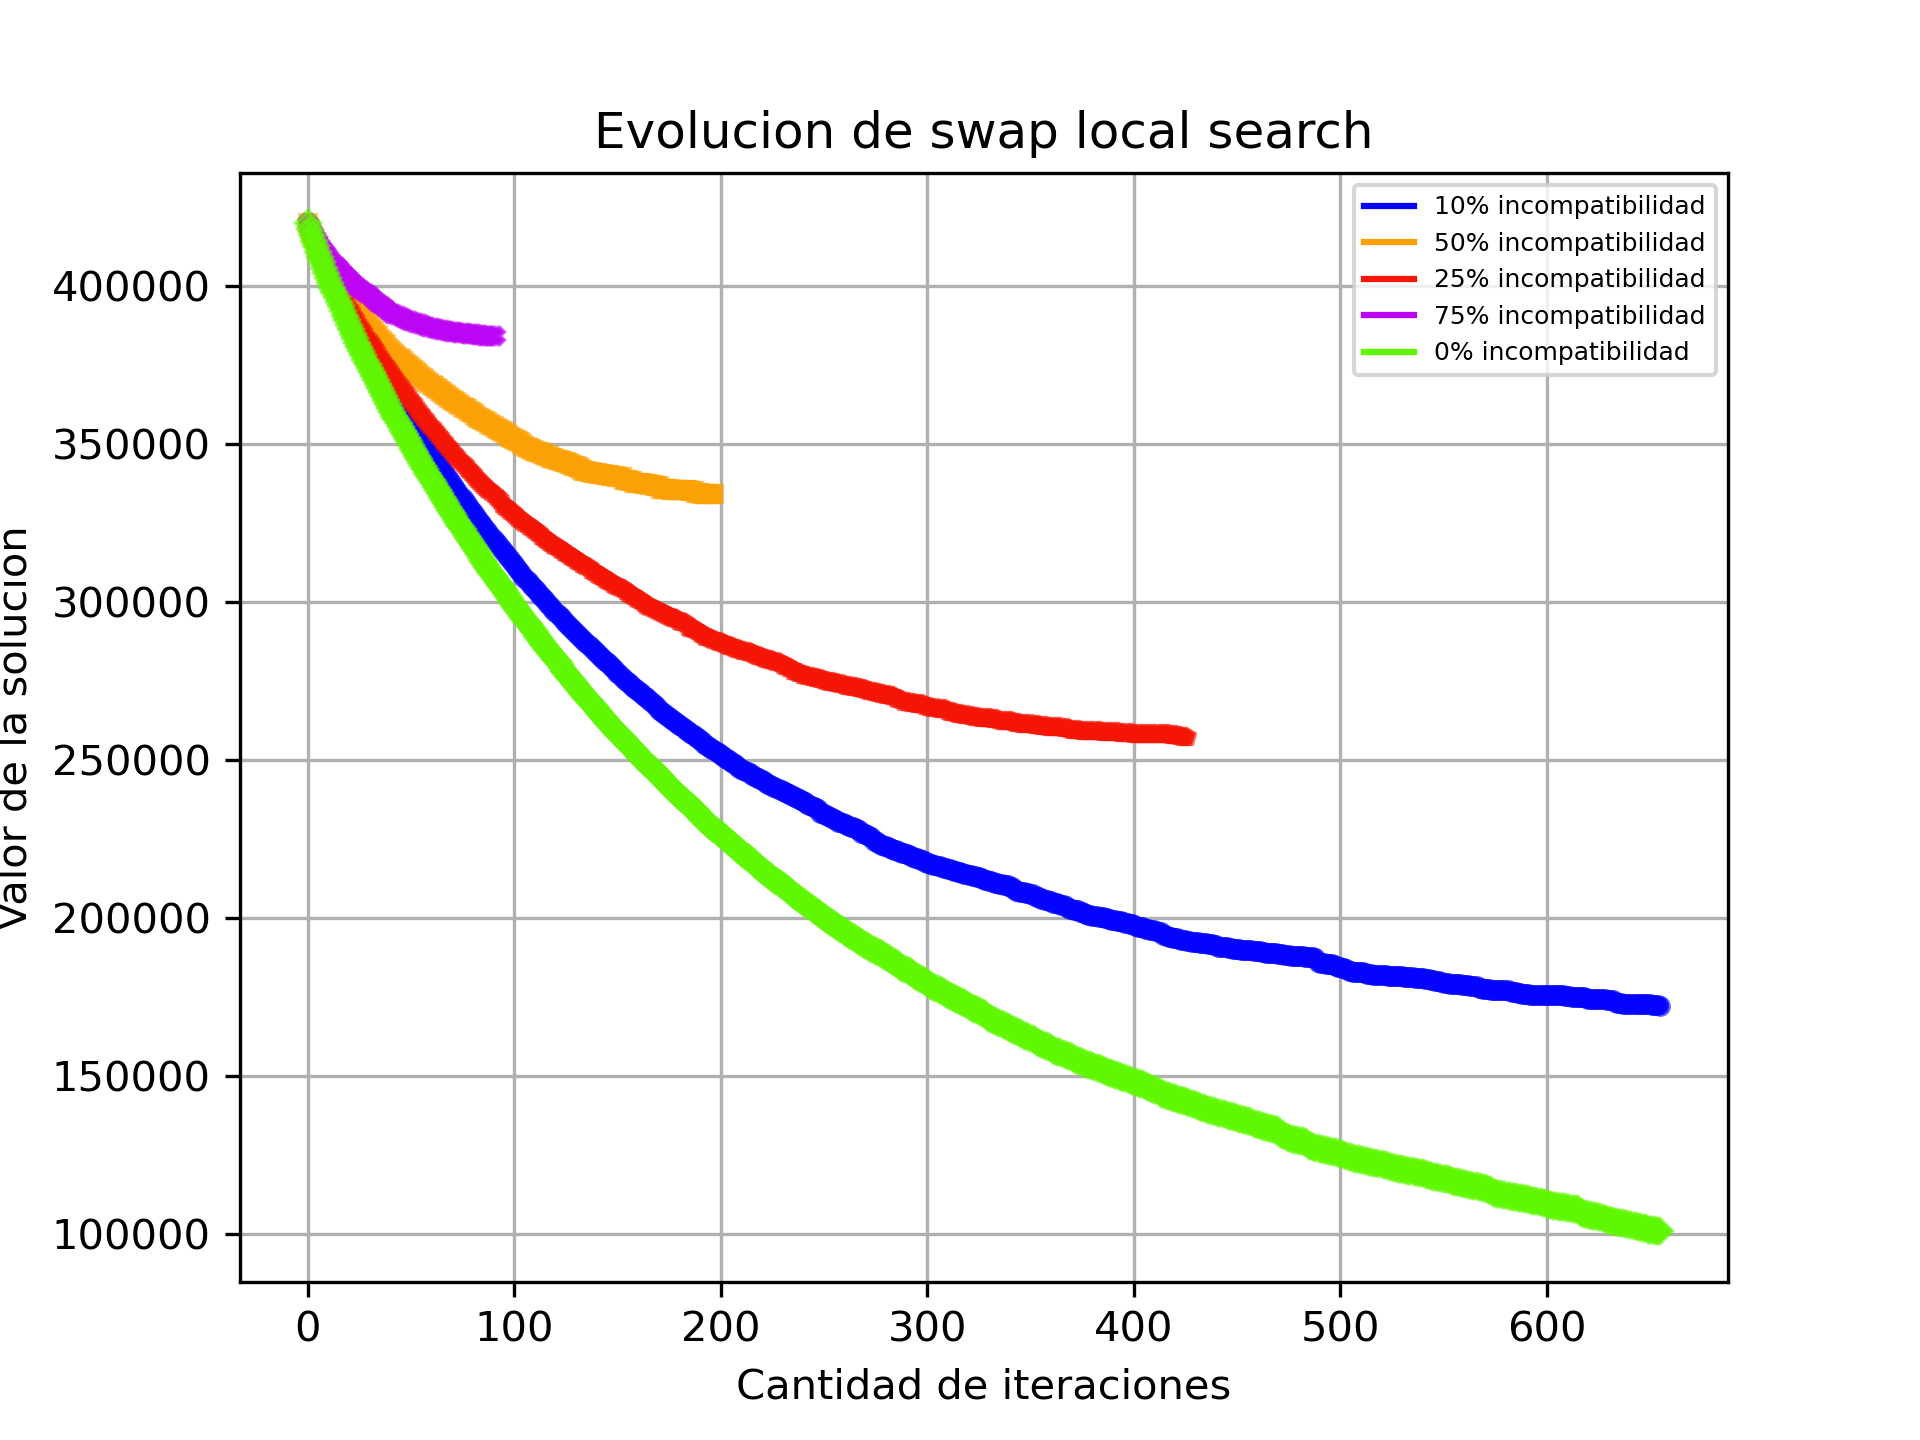 Evolucion de swap local search
10% incompatibilidad
50% incompatibilidad
25% incompatibilidad
75% incompatibilidad
0% incompatibilidad
Valor de la solucion
400000
350000
300000
250000
200000
150000
100000
0 100 200 300 400 500 600
Cantidad de iteraciones